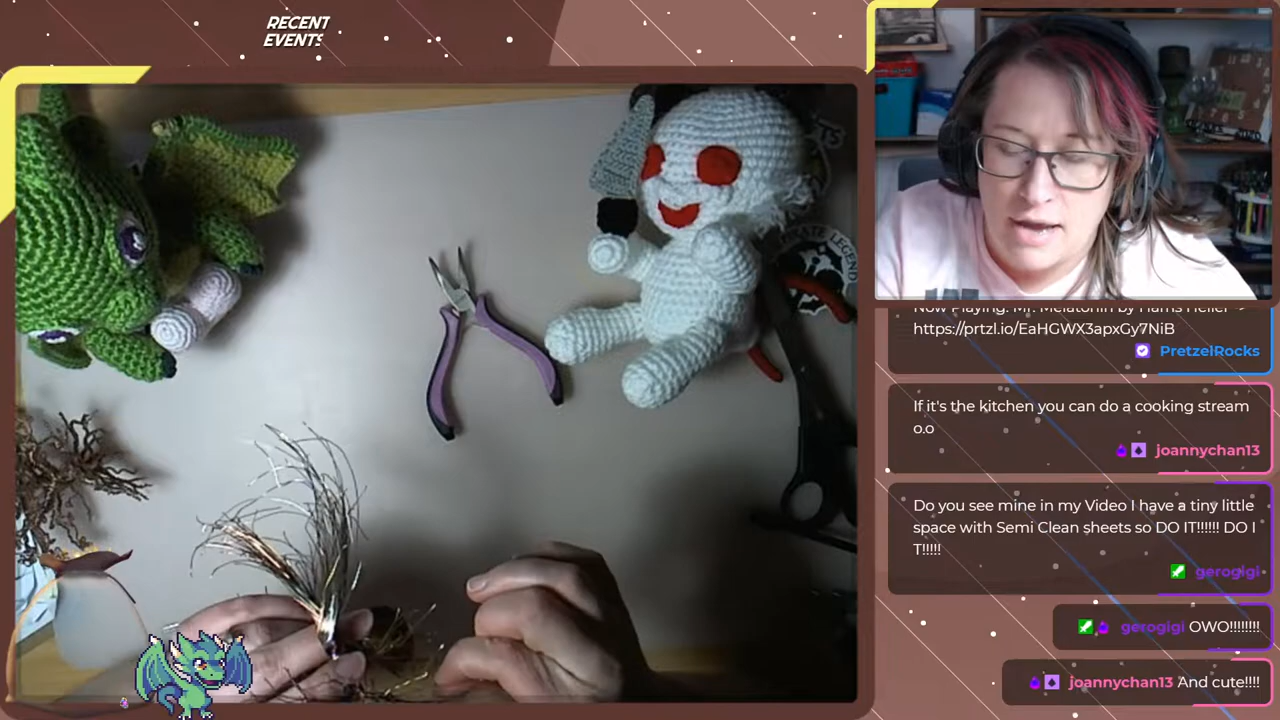 RECENT
EVENTS
LEGEND
https://prtzl.io/EaHGWX3apxGy7NiB
PretzelRocks
If it's the kitchen you can do a cooking stream
o.o
joannychan13
Do you see mine in my Video I have a tiny little
space with Semi Clean sheets so DO IT!!!!!! DO I
T!!!!!
gerogigi
gerogigi OWO!!!!!!!!
joannychan13 And cute!!!!